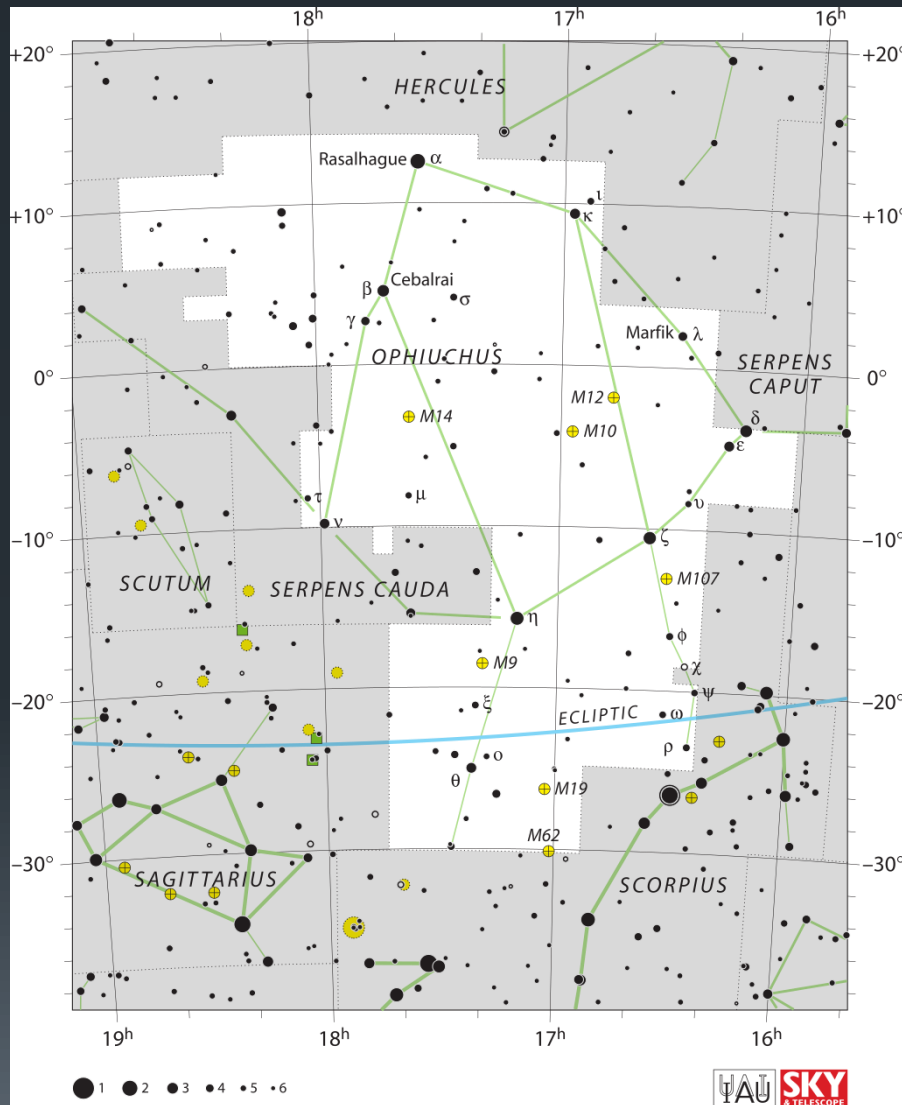 18h 17h 16h
+20° +20°
HERCULES
Rasalhague α
ι
+10° κ +10°
Cebalrai
β σ
γ
Marfik λ
OPHIUCHUS
SERPENS
CAPUT
0° 0°
M12
M14 δ
M10
ε
τ μ υ
ν
−10° ζ −10°
SCUTUM SERPENS CAUDA M107
η
φ
M9 χ
−20° ξ ψ −20°
ECLIPTIC ω
ο ρ
θ
M19
M62
−30° −30°
SAGITTARIUS SCORPIUS
19h 18h 17h 16h
1 2 3 4 5 6
IAU SKY
& TELESCOPE